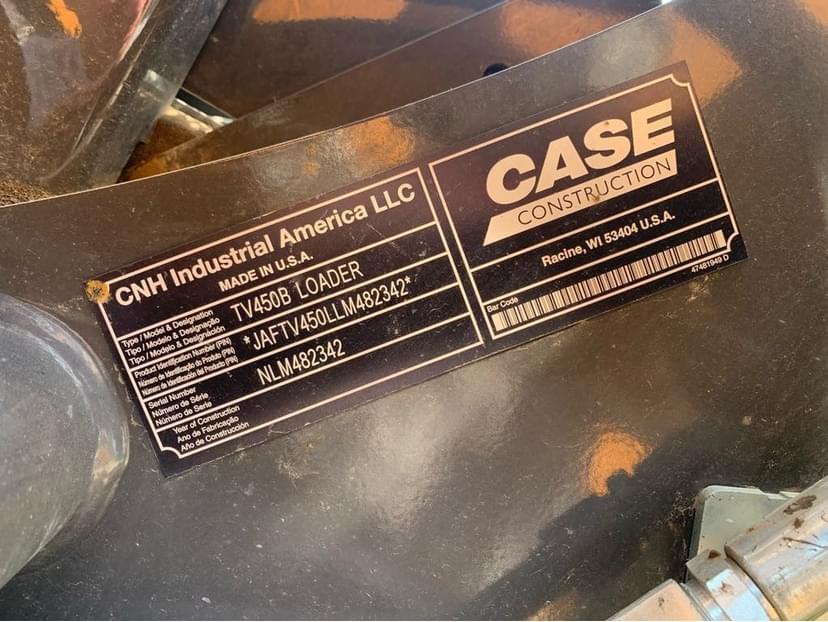 CNH Industrial America LLC
MADE IN U.S.A.
Type / Model & Designation
Tipo / Modelo & Designação
Tipo / Modelo & Designación
TV450B LOADER
Product Identification Number (PIN)
Número de Identificação do Produto (PIN)
Número de Identificación del Producto (PIN)
*JAFTV450LLM482342*
Serial Number
Número de Série
Número de Serie
NLM482342
Year of Construction
Ano de Fabricação
Año de Construcción
CASE
CONSTRUCTION
Racine, WI 53404 U.S.A.
Bar Code
47481949 D